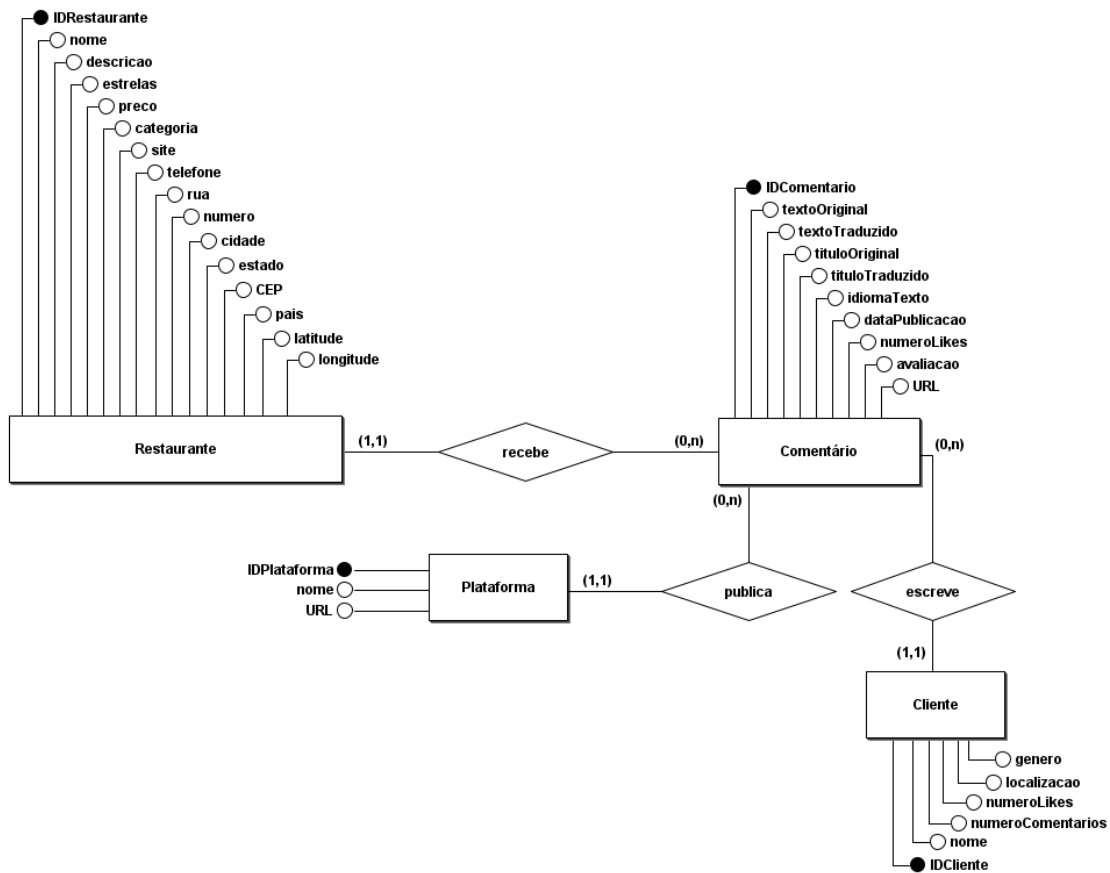 IDRestaurante
nome
descricao
estrelas
preco
categoria
site
telefone
rua
numero
cidade
estado
CEP
pais
latitude
longitude
IDComentario
textoOriginal
textoTraduzido
tituloOriginal
tituloTraduzido
idiomaTexto
dataPublicacao
numeroLikes
avaliacao
URL
Restaurante
(1,1)
recebe
(0,n)
Comentário
(0,n)
(0,n)
IDPlataforma
nome
URL
Plataforma
(1,1)
publica
escreve
(1,1)
Cliente
genero
localizacao
numeroLikes
numeroComentarios
nome
IDCliente